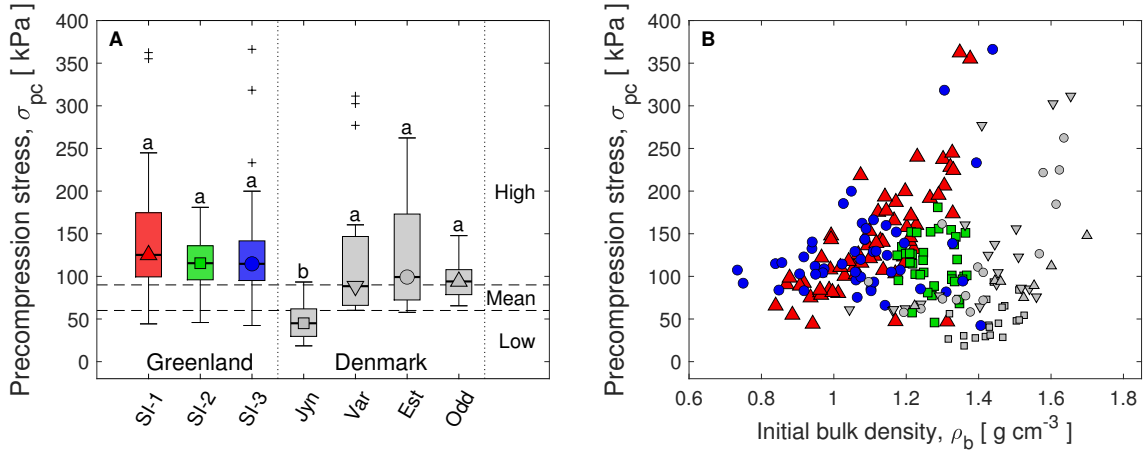 A
Precompression stress, σpc [ kPa]
400
350
300
250
200
150
100
50
0
a
a
a
b
a
a
a
High
Mean
Low
Greenland
Denmark
SI-1
SI-2
SI-3
Jyn
Var
Est
Odd
B
Precompression stress, σpc [ kPa]
400
350
300
250
200
150
100
50
0
0.6
0.8
1
1.2
1.4
1.6
1.8
Initial bulk density, ρb [ g cm-3 ]